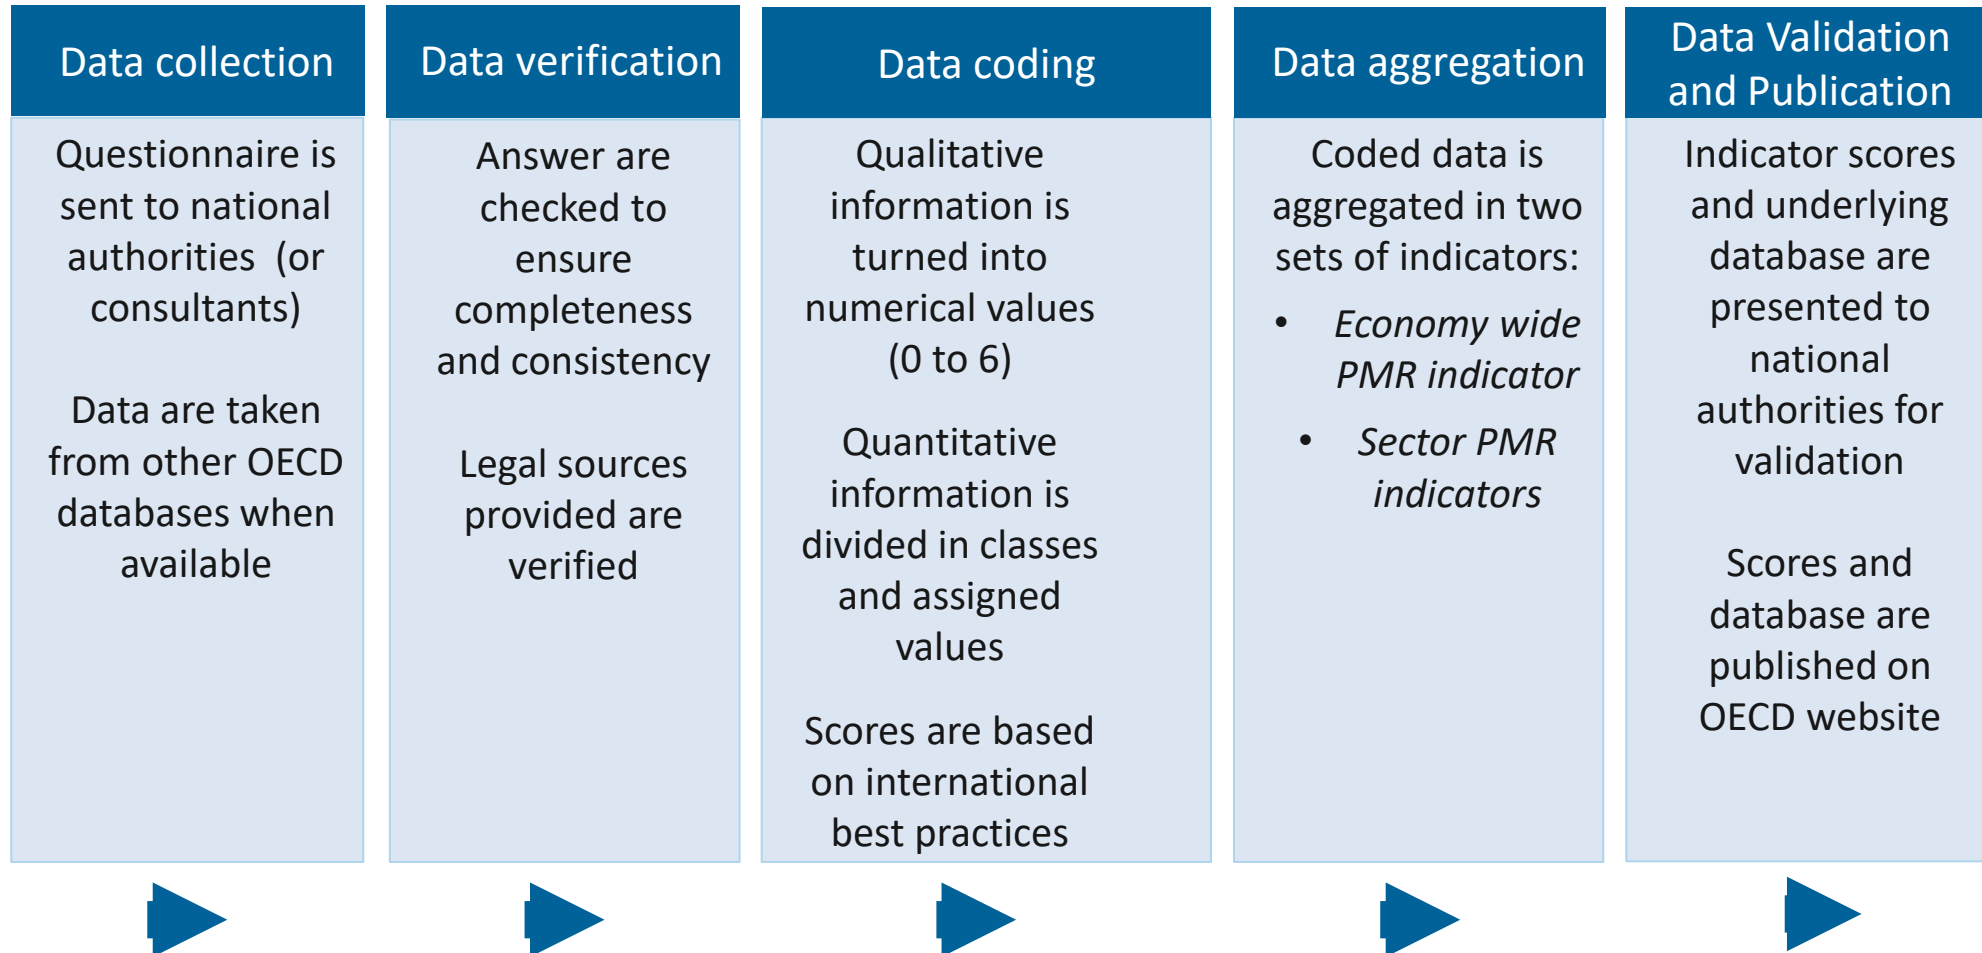 Data collection
Questionnaire is
sent to national
authorities  (or
consultants)
Data are taken
from other OECD
databases when
available
Data verification
Answer are
checked to
ensure
completeness
and consistency
Legal sources
provided are
verified
Data coding
Qualitative
information is
turned into
numerical values
(0 to 6)
Quantitative
information is
divided in classes
and assigned
values
Scores are based
on international
best practices
Data aggregation
Coded data is
aggregated in two
sets of indicators:
• Economy wide
PMR indicator
• Sector PMR
indicators
Data Validation
and Publication
Indicator scores
and underlying
database are
presented to
national
authorities for
validation
Scores and
database are
published on
OECD website